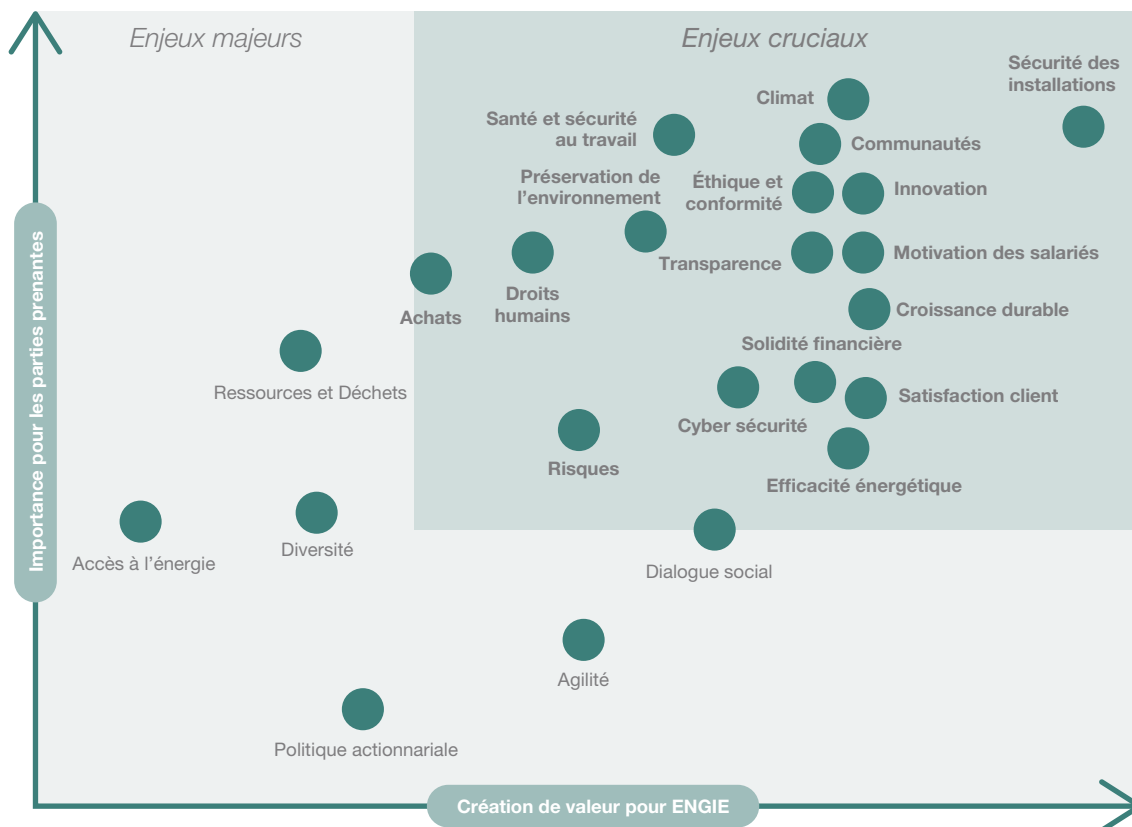 Enjeux majeurs
Enjeux cruciaux
Sécurité des
installations
Climat
Santé et sécurité
au travail
Communautés
Préservation de
l’environnement
Éthique et
conformité
Innovation
Transparence
Motivation des salariés
Droits
humains
Achats
Croissance durable
Solidité financière
Ressources et Déchets
Satisfaction client
Cyber sécurité
Risques
Efficacité énergétique
Diversité
Accès à l’énergie
Dialogue social
Agilité
Politique actionnariale
Importance pour les parties prenantes
Création de valeur pour ENGIE